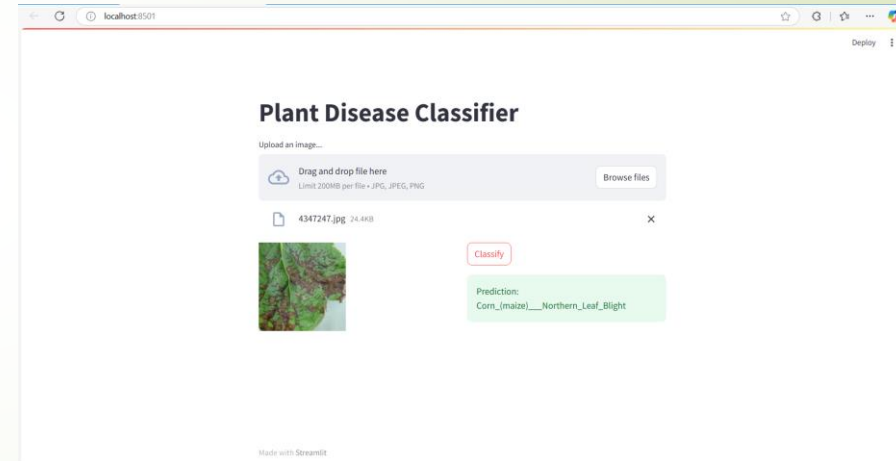 localhost:8501
Deploy
Plant Disease Classifier
Upload an image...
Drag and drop file here
Limit 200MB per file • JPG, JPEG, PNG
Browse files
4347247.jpg 24.4KB
Classify
Prediction:
Corn_(maize)___Northern_Leaf_Blight
Made with Streamlit